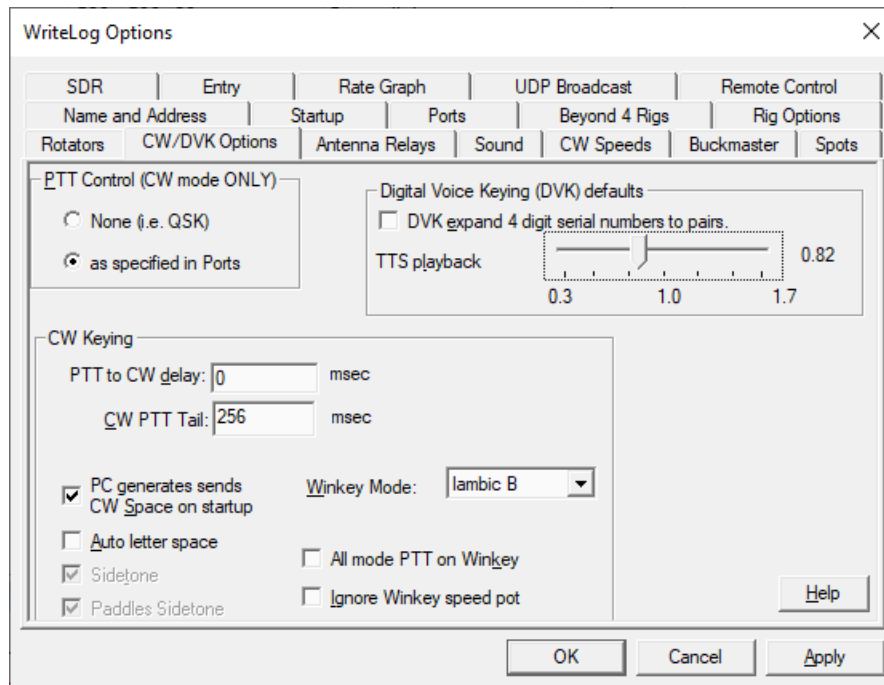 WriteLog Options
SDR Entry Rate Graph UDP Broadcast Remote Control
Name and Address Startup Ports Beyond 4 Rigs Rig Options
Rotators CW/DVK Options Antenna Relays Sound CW Speeds Buckmaster Spots
PTT Control (CW mode ONLY)
None (i.e. QSK)
as specified in Ports
Digital Voice Keying (DVK) defaults
DVK expand 4 digit serial numbers to pairs.
TTS playback 0.82
0.3 1.0 1.7
CW Keying
PTT to CW delay: 0 msec
CW PTT Tail: 256 msec
PC generates sends
CW Space on startup
Winkey Mode: Iambic B
Auto letter space
Sidetone
Paddles Sidetone
All mode PTT on Winkey
Ignore Winkey speed pot
Help
OK Cancel Apply